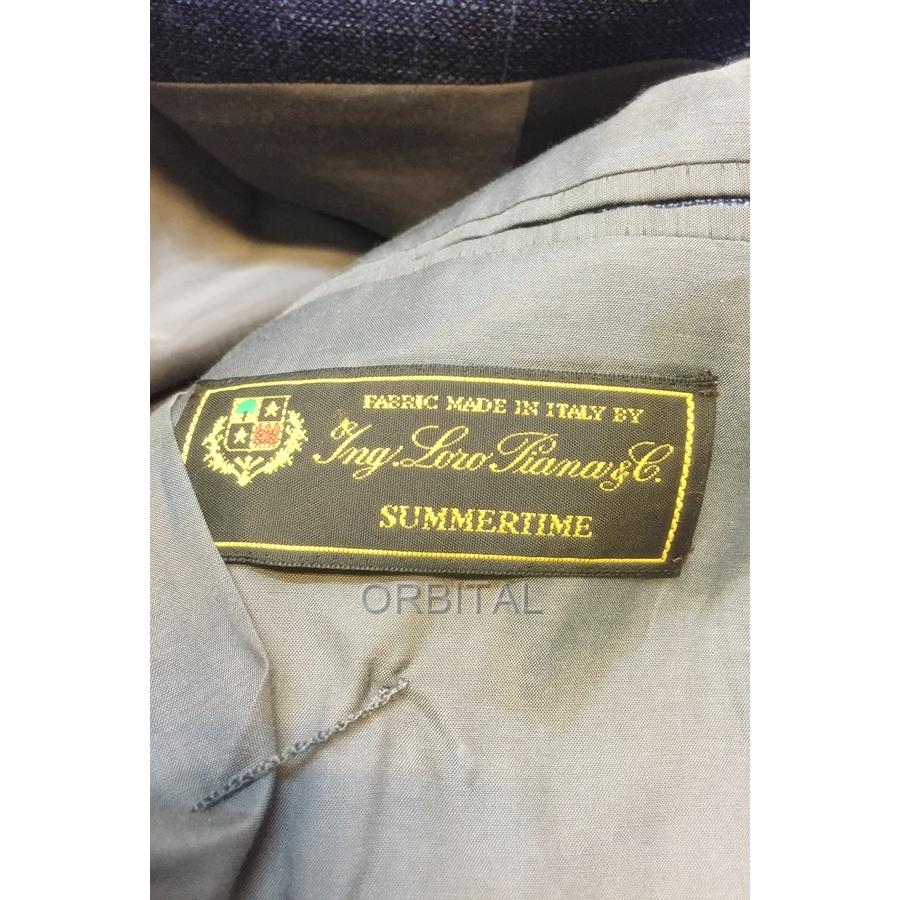 FABRIC MADE IN ITALY BY
Ing. Loro Piana & C.
SUMMERTIME
ORBITAL